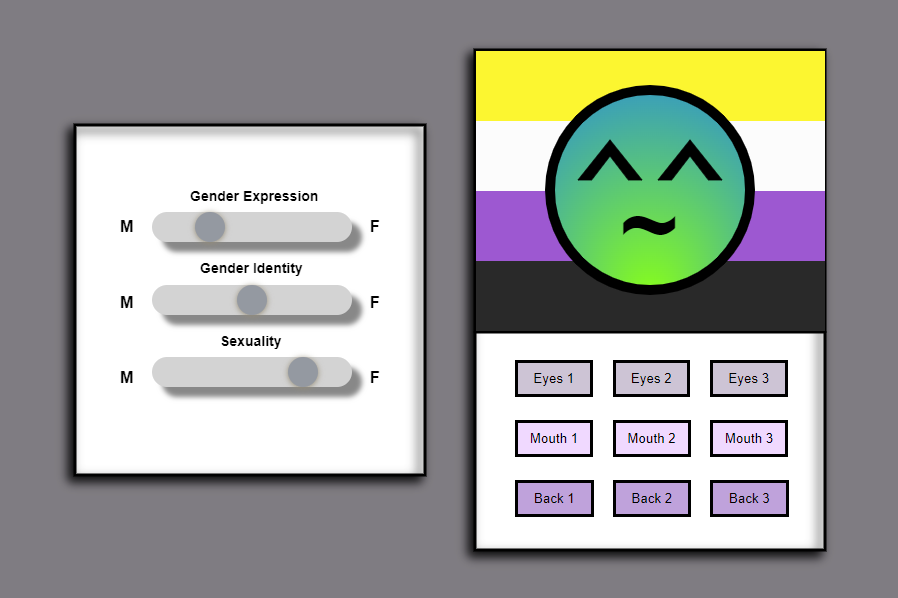 Gender Expression
M F
Gender Identity
M F
Sexuality
M F
Eyes 1 Eyes 2 Eyes 3
Mouth 1 Mouth 2 Mouth 3
Back 1 Back 2 Back 3